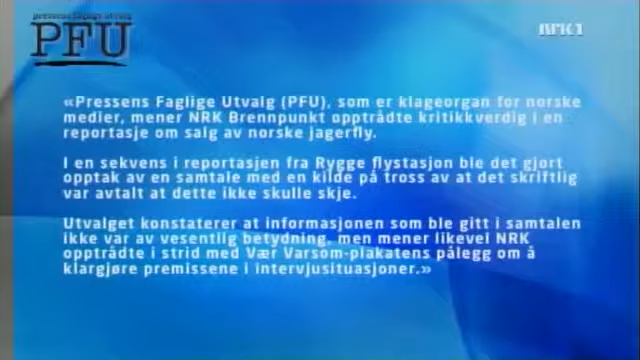 pressens faglige utvalg
PFU
NRK1
«Pressens Faglige Utvalg (PFU), som er klageorgan for norske
medier, mener NRK Brennpunkt opptrådte kritikkverdig i en
reportasje om salg av norske jagerfly.
I en sekvens i reportasjen fra Rygge flystasjon ble det gjort
opptak av en samtale med en kilde på tross av at det skriftlig
var avtalt at dette ikke skulle skje.
Utvalget konstaterer at informasjonen som ble gitt i samtalen
ikke var av vesentlig betydning, men mener likevel NRK
opptrådte i strid med Vær Varsom-plakatens pålegg om å
klargjøre premissene i intervjusituasjoner.»